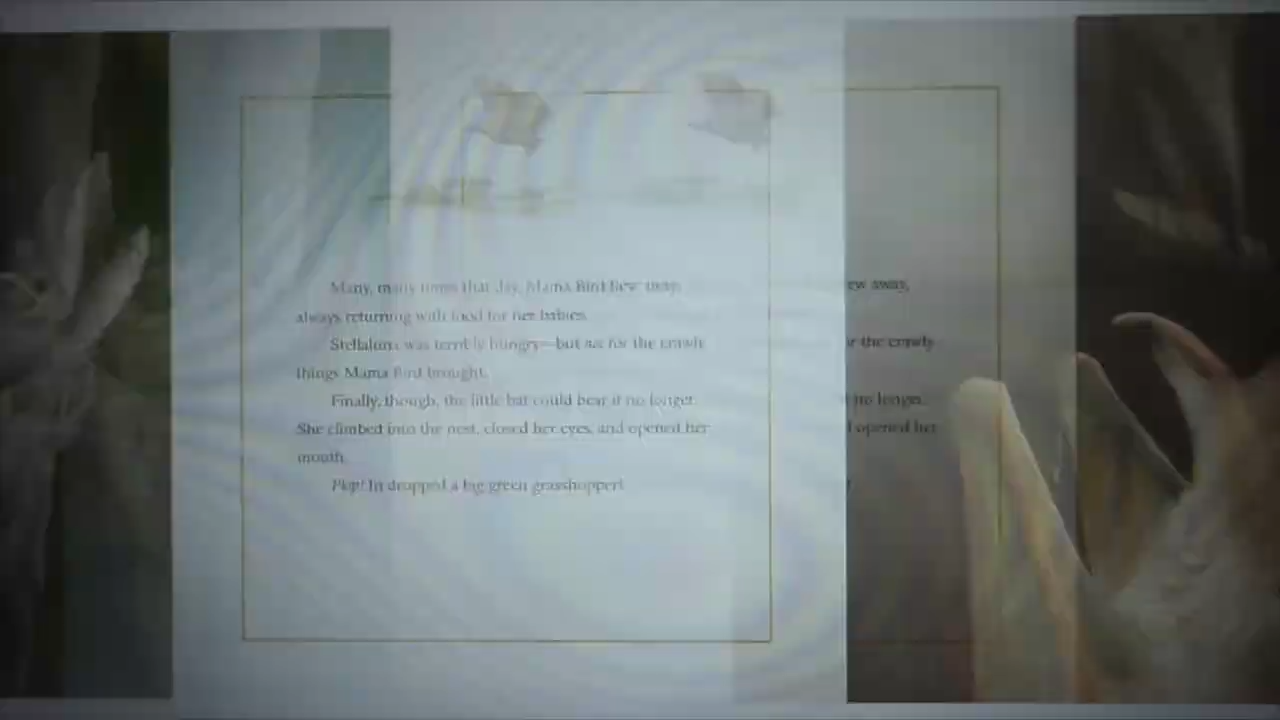 Many, many times that day, Mama Bird flew away,
always returning with food for her babies.
Stellaluna was terribly hungry—but not for the crawly
things Mama Bird brought.
Finally, though, the little bat could bear it no longer.
She climbed into the nest, closed her eyes, and opened her
mouth.
Plop! In dropped a big green grasshopper!
ew away,
r the crawly
no longer.
opened her